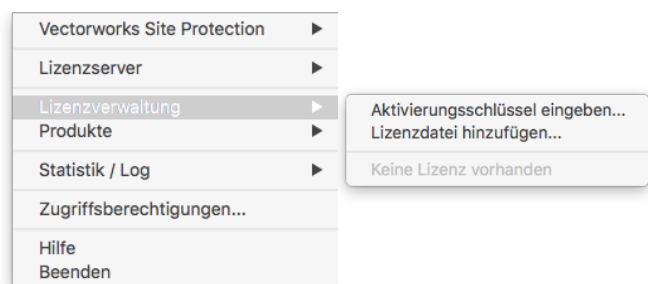 Vectorworks Site Protection
Lizenzserver
Lizenzverwaltung
Produkte
Statistik / Log
Zugriffsberechtigungen...
Hilfe
Beenden
Aktivierungsschlüssel eingeben...
Lizenzdatei hinzufügen...
Keine Lizenz vorhanden